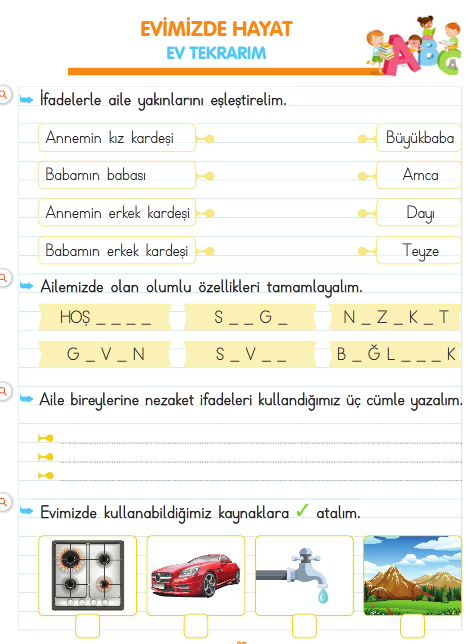 EVİMİZDE HAYAT
EV TEKRARIM
ABC
İfadelerle aile yakınlarını eşleştirelim.
Annemin kız kardeşi Büyükbaba
Babamın babası Amca
Annemin erkek kardeşi Dayı
Babamın erkek kardeşi Teyze
Ailemizde olan olumlu özellikleri tamamlayalım.
HOŞ _ _ _ _ S _ _ G _ N _ Z _ K _ T
G _ V _ N S _ V _ _ B _ Ğ L _ _ _ K
Aile bireylerine nezaket ifadeleri kullandığımız üç cümle yazalım.
Evimizde kullanabildiğimiz kaynaklara ✓ atalım.